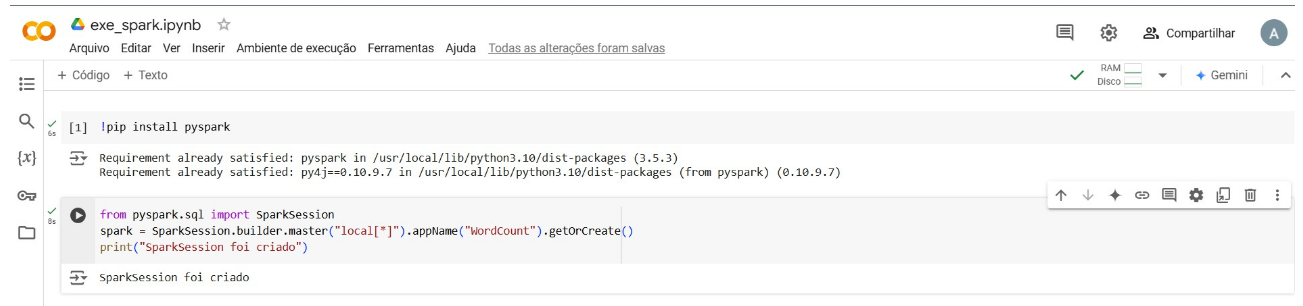 exe_spark.ipynb
Arquivo Editar Ver Inserir Ambiente de execução Ferramentas Ajuda Todas as alterações foram salvas
Compartilhar
A
+ Código + Texto
RAM
Disco
Gemini
6s
[1] !pip install pyspark
Requirement already satisfied: pyspark in /usr/local/lib/python3.10/dist-packages (3.5.3)
Requirement already satisfied: py4j==0.10.9.7 in /usr/local/lib/python3.10/dist-packages (from pyspark) (0.10.9.7)
{x}
from pyspark.sql import SparkSession
spark = SparkSession.builder.master("local[*]").appName("WordCount").getOrCreate()
print("SparkSession foi criado")
SparkSession foi criado